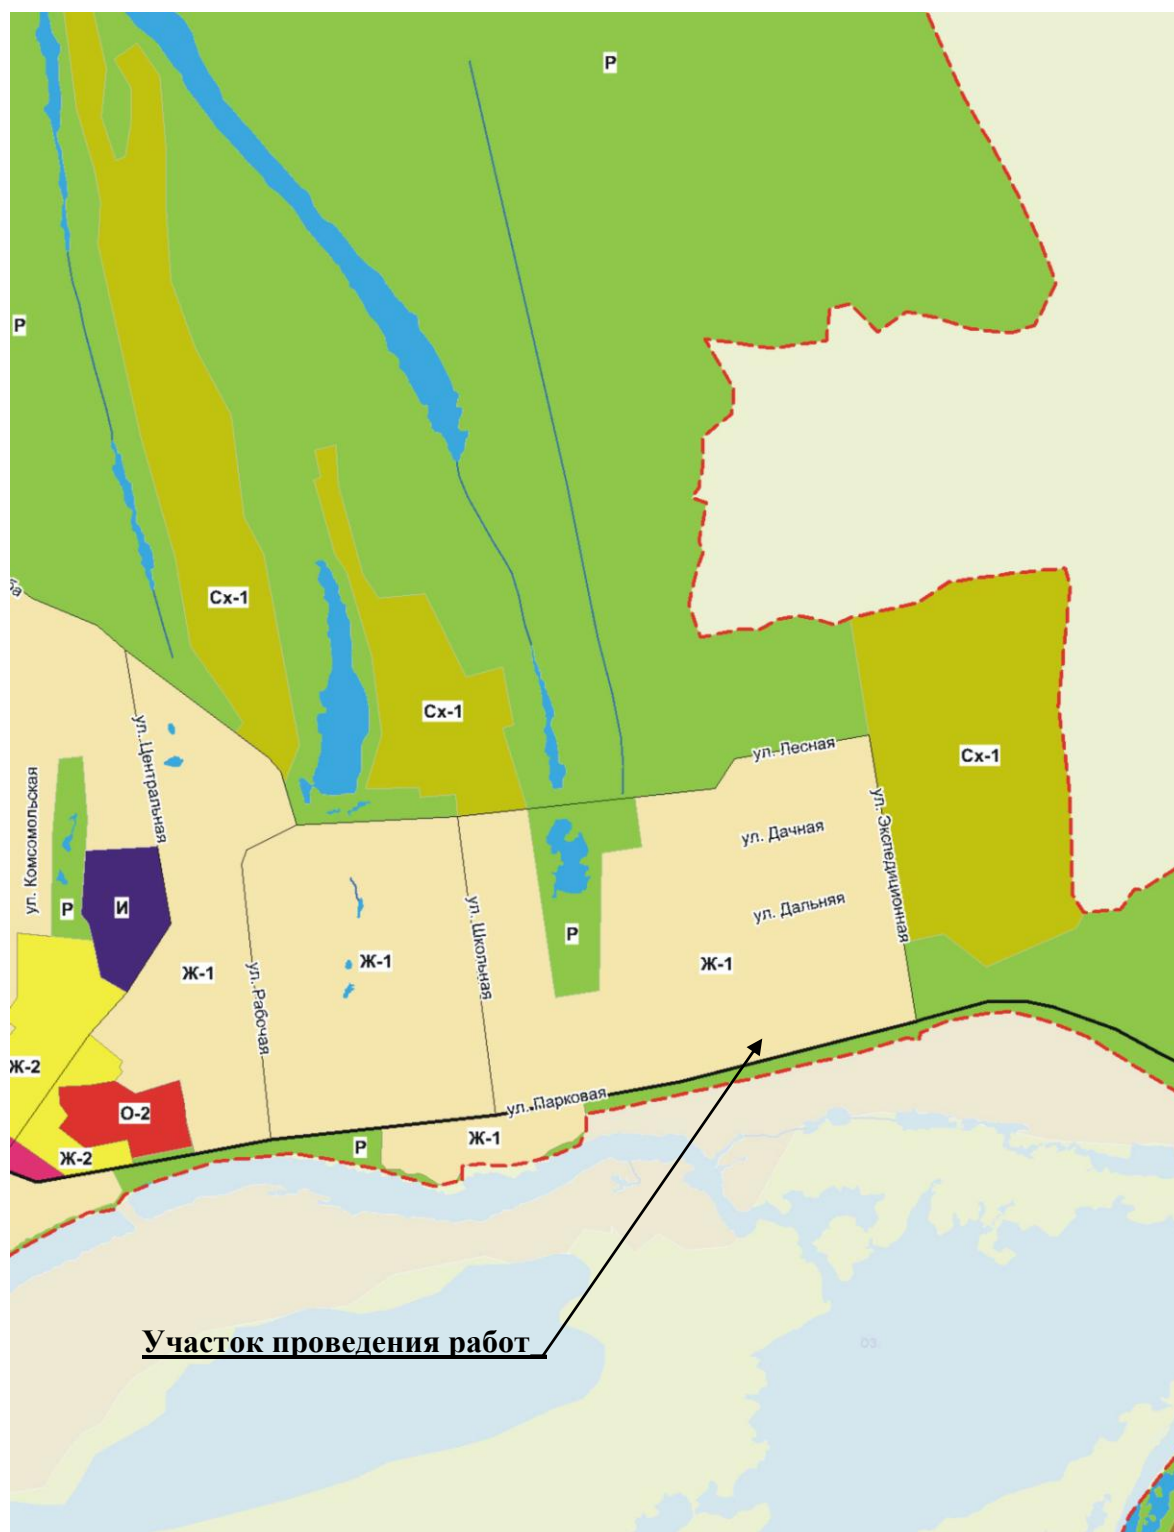 Р
Р
Сх-1
Сх-1
Сх-1
ул. Лесная
ул. Центральная
ул. Комсомольская
ул. Дачная
ул. Экспедиционная
ул. Дальняя
Р
И
ул. Школьная
Р
Ж-1
Ж-1
Ж-1
ул. Рабочая
Ж-2
О-2
ул. Парковая
Ж-1
Р
Ж-2
Участок проведения работ